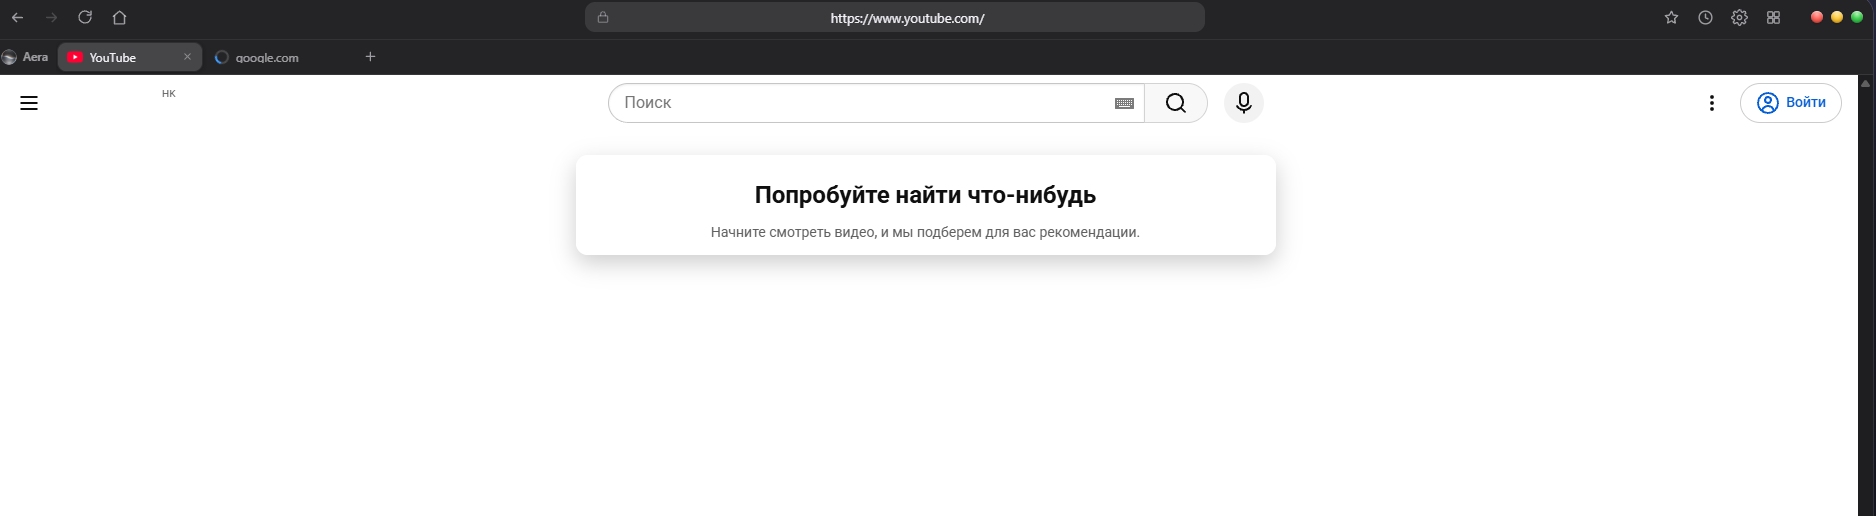 https://www.youtube.com/
Aera
YouTube
google.com
HK
Поиск
Войти
Попробуйте найти что-нибудь
Начните смотреть видео, и мы подберем для вас рекомендации.